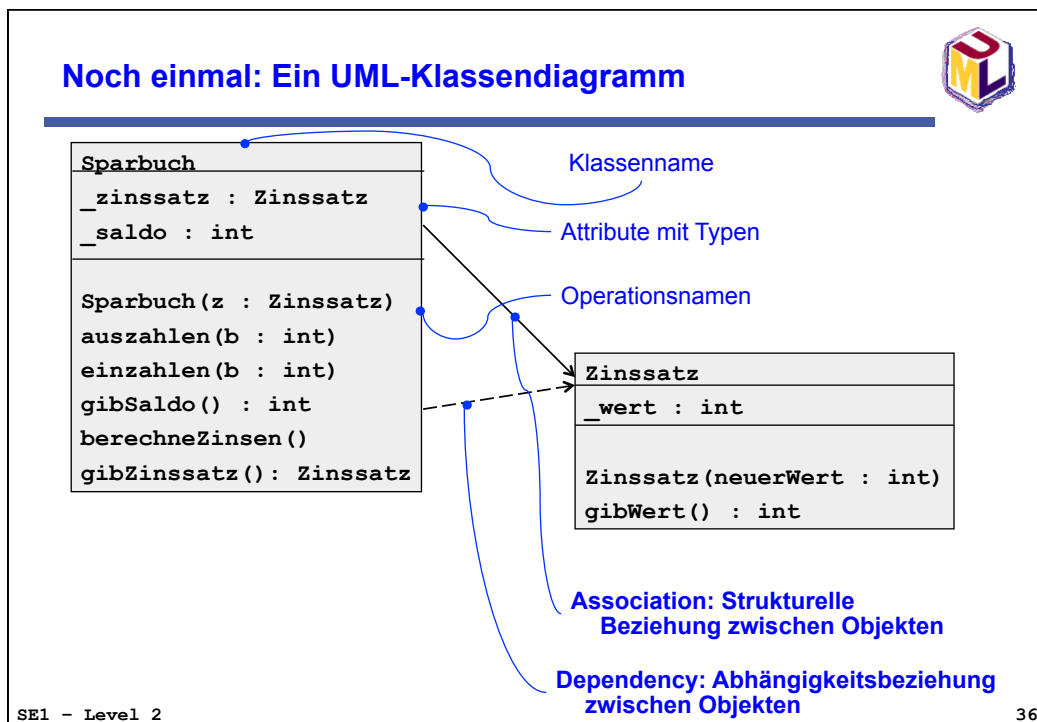 Noch einmal: Ein UML-Klassendiagramm
UML
Sparbuch
_zinssatz : Zinssatz
_saldo : int
Sparbuch(z : Zinssatz)
auszahlen(b : int)
einzahlen(b : int)
gibSaldo() : int
berechneZinsen()
gibZinssatz(): Zinssatz
Klassenname
Attribute mit Typen
Operationsnamen
Zinssatz
_wert : int
Zinssatz(neuerWert : int)
gibWert() : int
Association: Strukturelle
Beziehung zwischen Objekten
Dependency: Abhängigkeitsbeziehung
zwischen Objekten
SE1 – Level 2
36